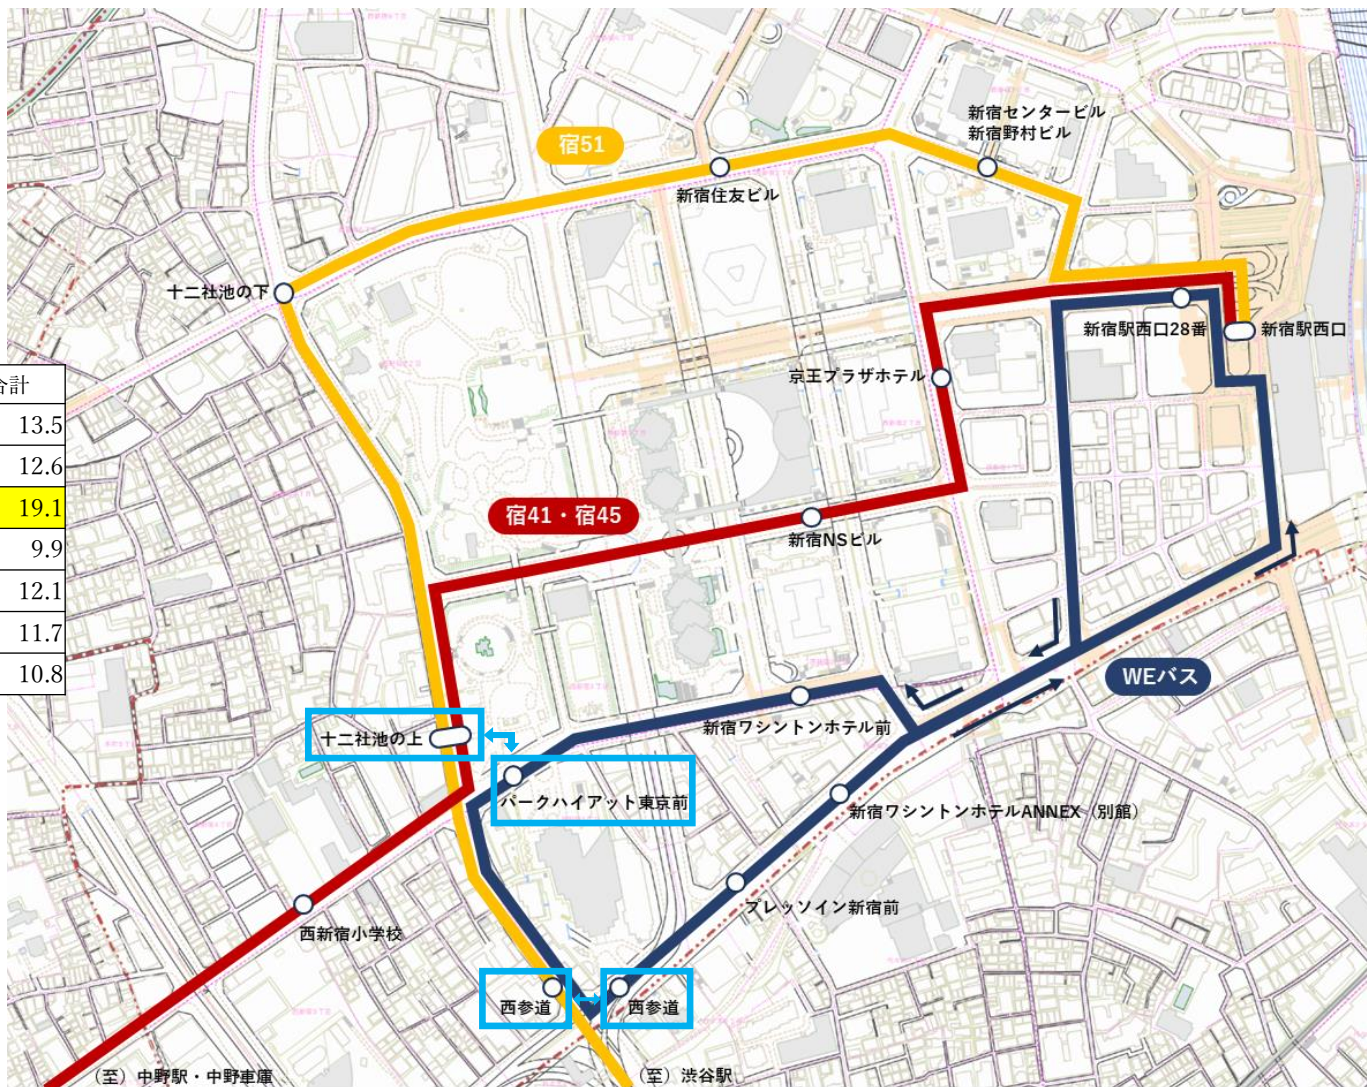 新宿センタービル
新宿野村ビル
宿51
新宿住友ビル
十二社池の下
新宿駅西口28番
新宿駅西口
京王プラザホテル
合計
13.5
12.6
19.1
9.9
12.1
11.7
10.8
宿41・宿45
新宿NSビル
WEバス
新宿ワシントンホテル前
十二社池の上
パークハイアット東京前
新宿ワシントンホテルANNEX（別館）
プレッソイン新宿前
西新宿小学校
西参道
西参道
（至）中野駅・中野車庫
（至）渋谷駅